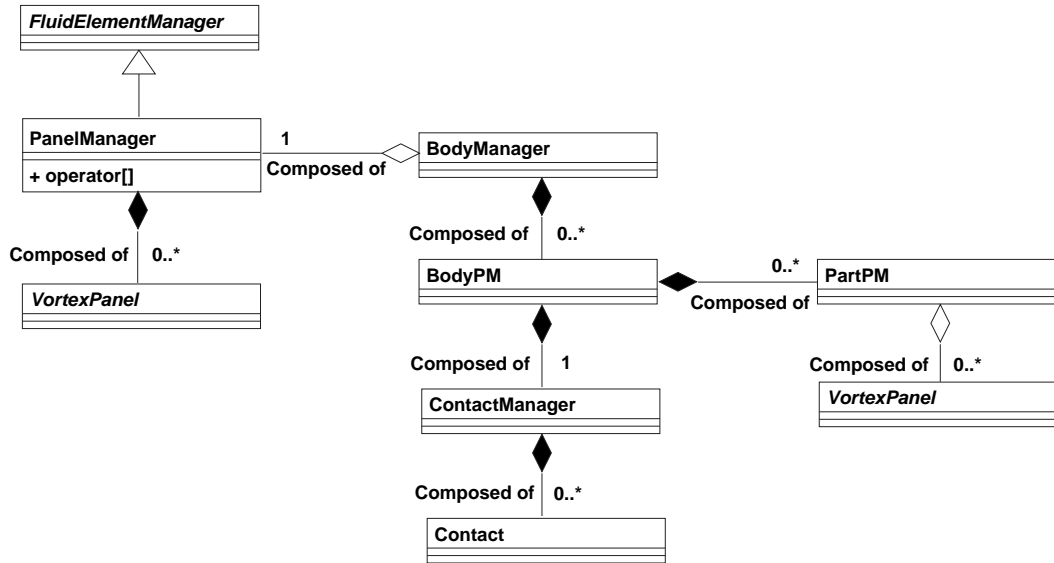 FluidElementManager
PanelManager
+ operator[]
1
Composed of
BodyManager
Composed of 0..*
VortexPanel
Composed of 0..*
BodyPM
0..*
Composed of
PartPM
Composed of 1
ContactManager
Composed of 0..*
VortexPanel
Composed of 0..*
Contact